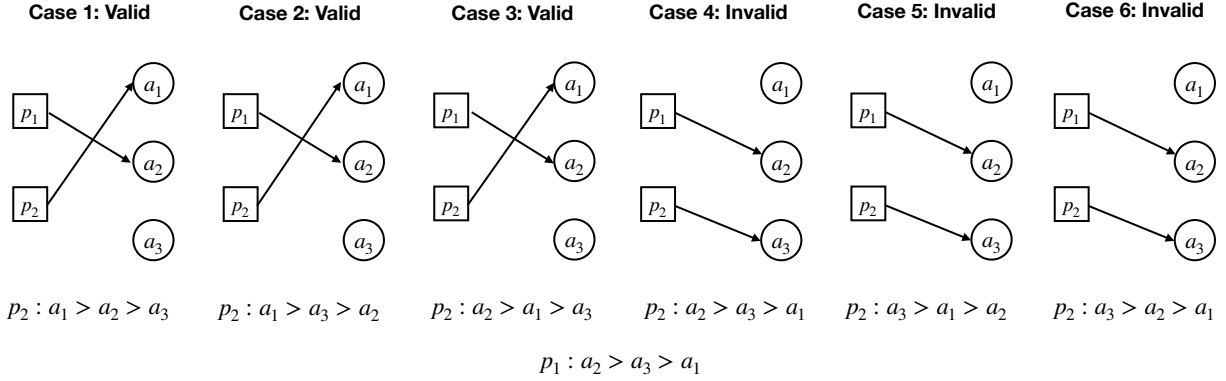 Case 1: Valid Case 2: Valid Case 3: Valid Case 4: Invalid Case 5: Invalid Case 6: Invalid
a₁ a₁ a₁ a₁ a₁ a₁
p₁ p₁ p₁ p₁ p₁ p₁
a₂ a₂ a₂ a₂ a₂ a₂
p₂ p₂ p₂ p₂ p₂ p₂
a₃ a₃ a₃ a₃ a₃ a₃
p₂ : a₁ > a₂ > a₃ p₂ : a₁ > a₃ > a₂ p₂ : a₂ > a₁ > a₃ p₂ : a₂ > a₃ > a₁ p₂ : a₃ > a₁ > a₂ p₂ : a₃ > a₂ > a₁
p₁ : a₂ > a₃ > a₁